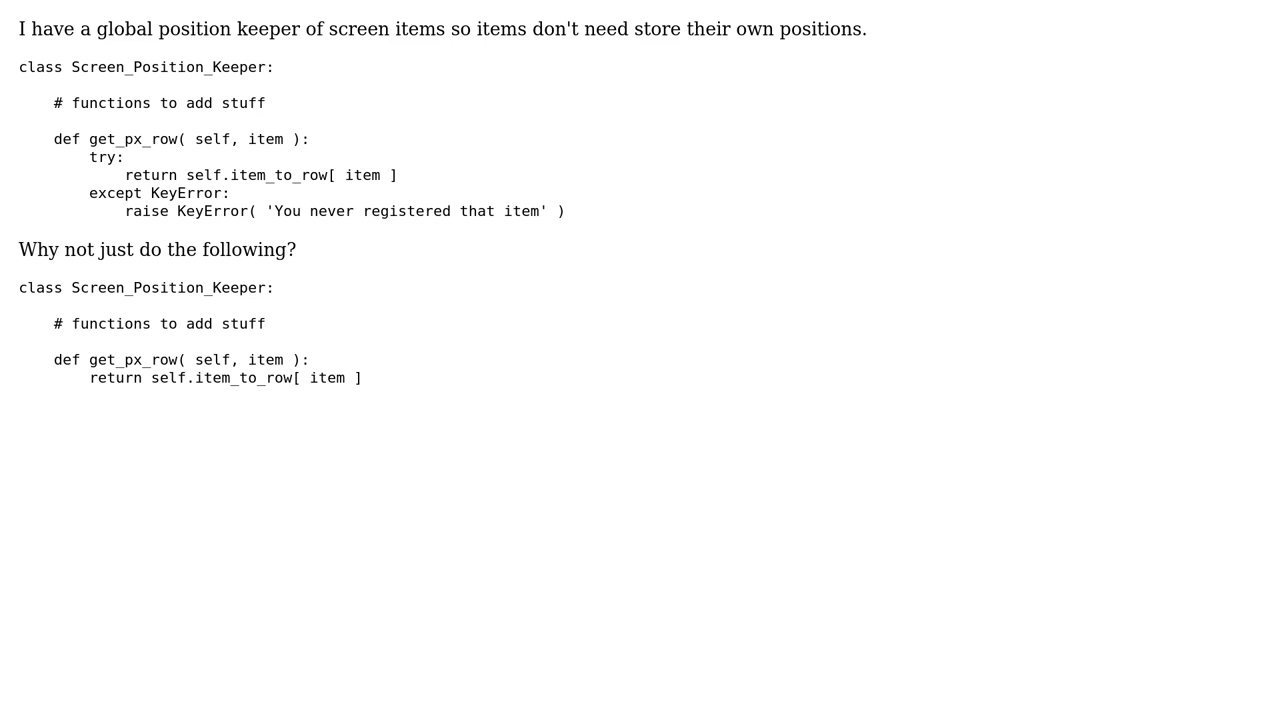 I have a global position keeper of screen items so items don't need store their own positions.
class Screen_Position_Keeper:
    # functions to add stuff
    def get_px_row( self, item ):
        try:
            return self.item_to_row[ item ]
        except KeyError:
            raise KeyError( 'You never registered that item' )
Why not just do the following?
class Screen_Position_Keeper:
    # functions to add stuff
    def get_px_row( self, item ):
        return self.item_to_row[ item ]